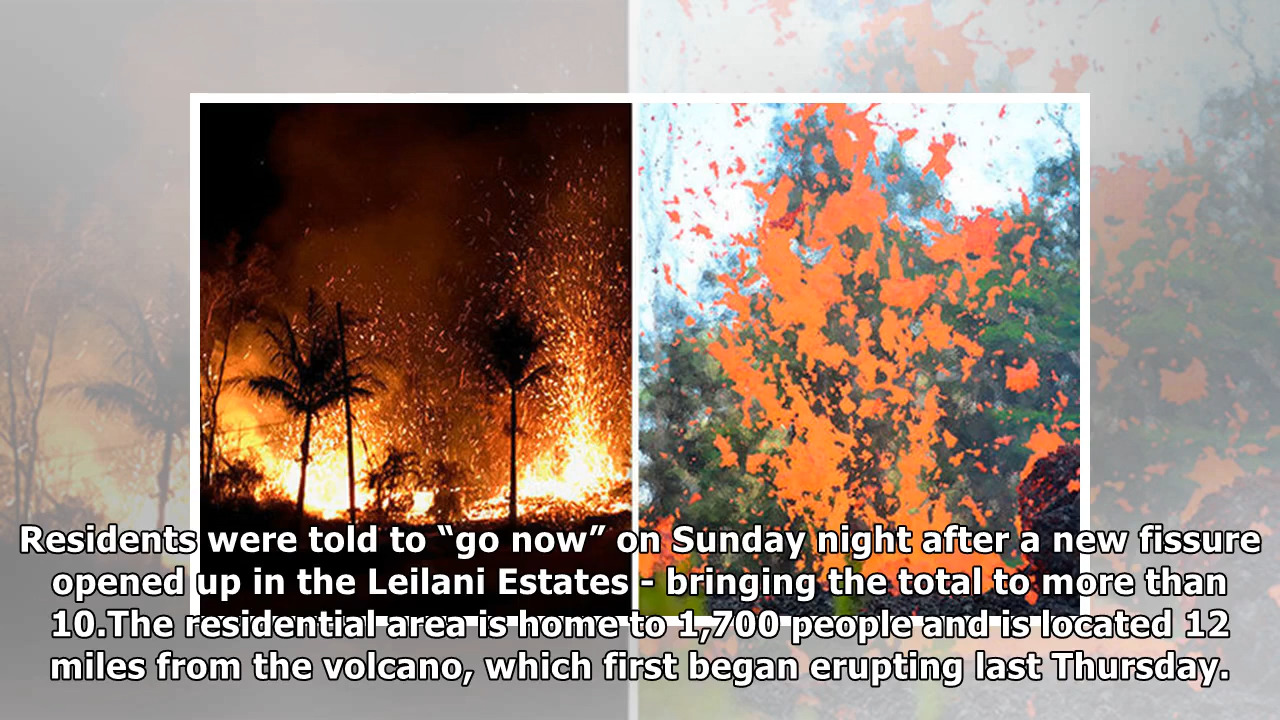 Residents were told to “go now” on Sunday night after a new fissure
opened up in the Leilani Estates - bringing the total to more than
10.The residential area is home to 1,700 people and is located 12
miles from the volcano, which first began erupting last Thursday.